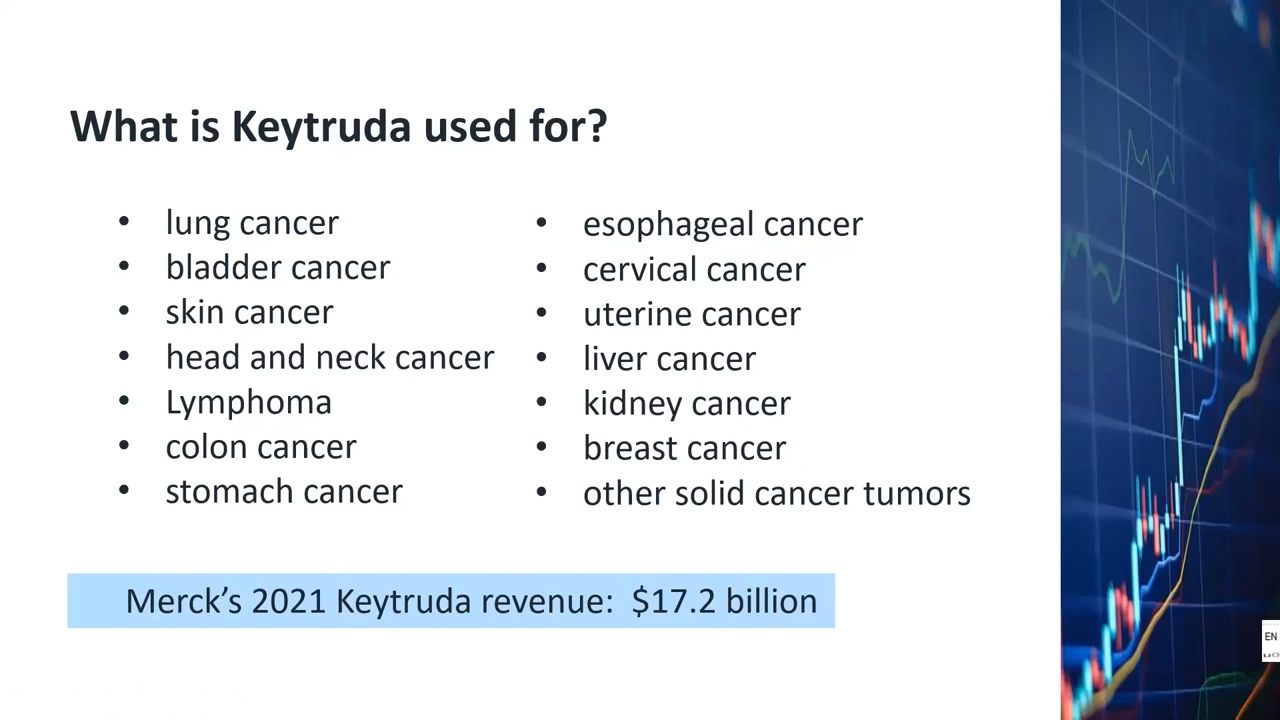 What is Keytruda used for?
• lung cancer
• bladder cancer
• skin cancer
• head and neck cancer
• Lymphoma
• colon cancer
• stomach cancer
• esophageal cancer
• cervical cancer
• uterine cancer
• liver cancer
• kidney cancer
• breast cancer
• other solid cancer tumors
Merck’s 2021 Keytruda revenue: $17.2 billion
EN